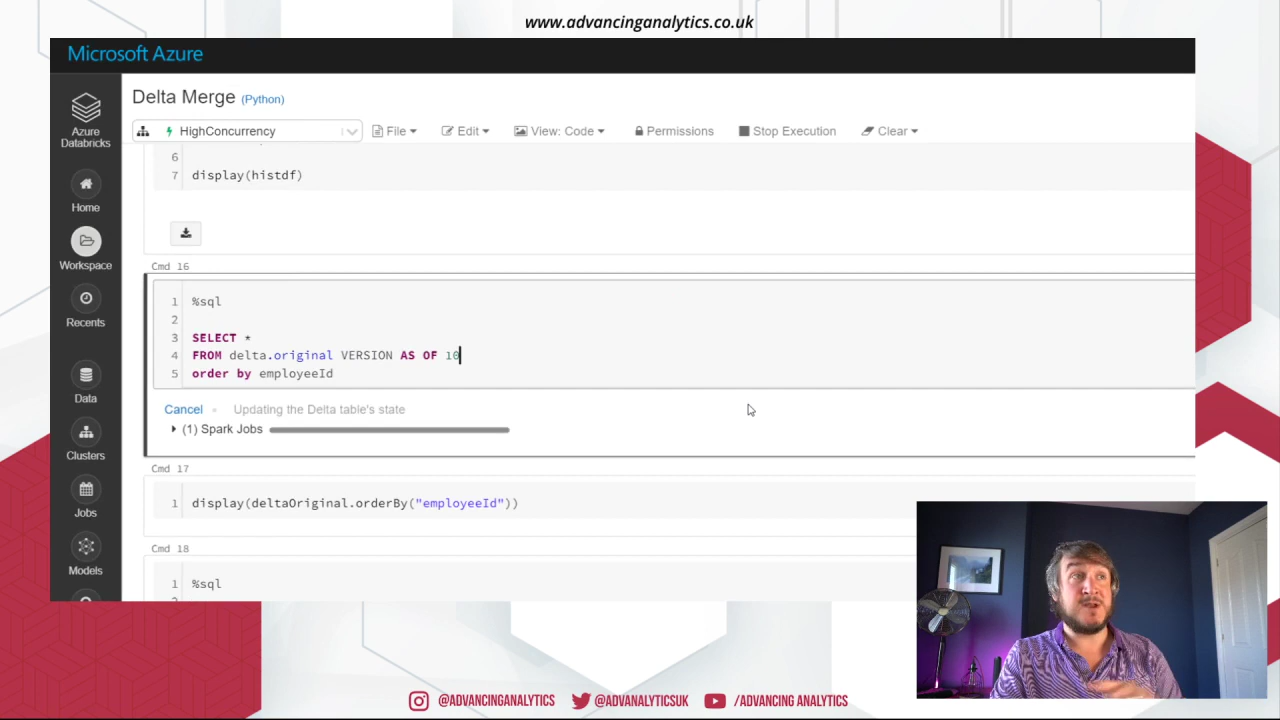 www.advancinganalytics.co.uk
Microsoft Azure
Delta Merge (Python)
HighConcurrency File Edit View: Code Permissions Stop Execution Clear
Azure
Databricks
Home
Workspace
Recents
Data
Clusters
Jobs
Models
6
7 display(histdf)
Cmd 16
1 %sql
2
3 SELECT *
4 FROM delta.original VERSION AS OF 10
5 order by employeeId
Cancel Updating the Delta table's state
(1) Spark Jobs
Cmd 17
1 display(deltaOriginal.orderBy("employeeId"))
Cmd 18
1 %sql
@ADVANCINGANALYTICS @ADVANALYTICSUK /ADVANCING ANALYTICS